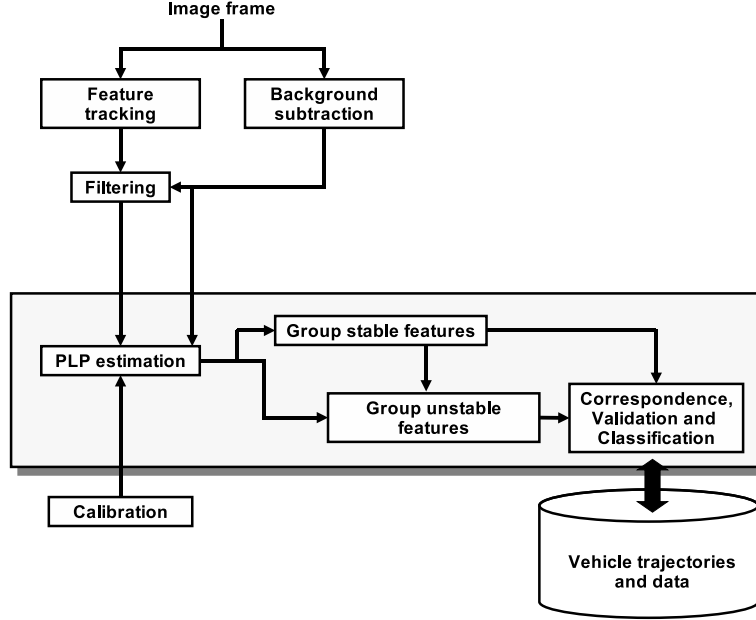 Image frame
Feature
tracking
Background
subtraction
Filtering
Group stable features
PLP estimation
Group unstable
features
Correspondence,
Validation and
Classification
Calibration
Vehicle trajectories
and data